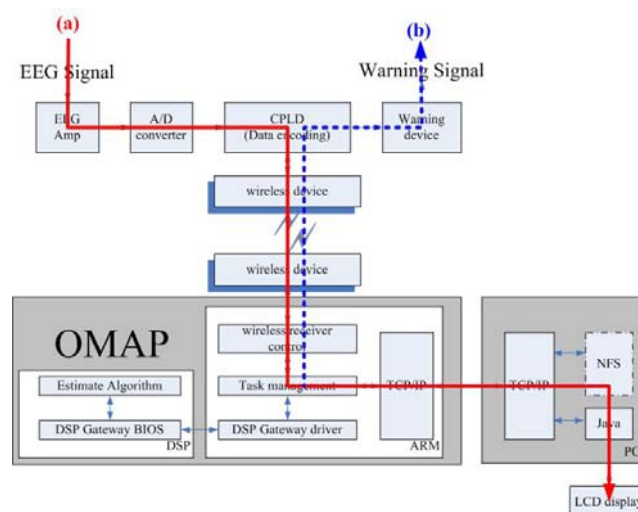 (a)
(b)
EEG Signal
Warning Signal
EEG
Amp
A/D
converter
CPLD
(Data encoding)
Warning
device
wireless device
wireless device
OMAP
wireless receiver
control
Estimate Algorithm
Task management
TCP/IP
TCP/IP
NFS
DSP Gateway BIOS
DSP
DSP Gateway driver
ARM
Java
PC
LCD display